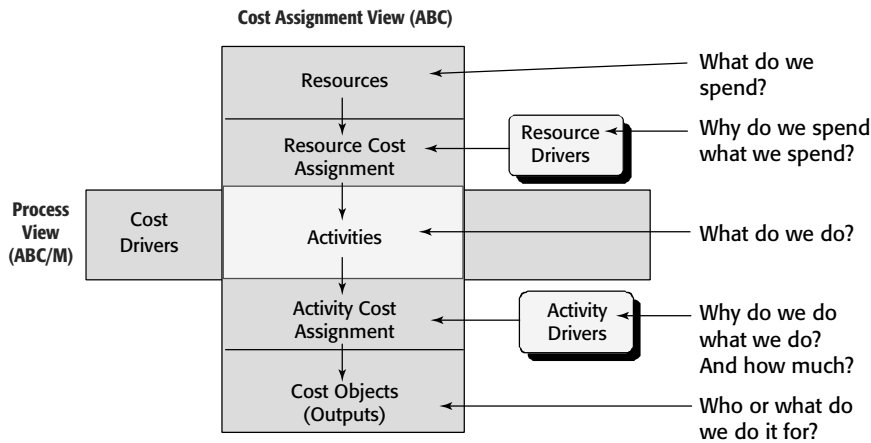 Cost Assignment View (ABC)
Resources
What do we
spend?
Resource Cost
Assignment
Resource
Drivers
Why do we spend
what we spend?
Process
View
(ABC/M)
Cost
Drivers
Activities
What do we do?
Activity Cost
Assignment
Activity
Drivers
Why do we do
what we do?
And how much?
Cost Objects
(Outputs)
Who or what do
we do it for?